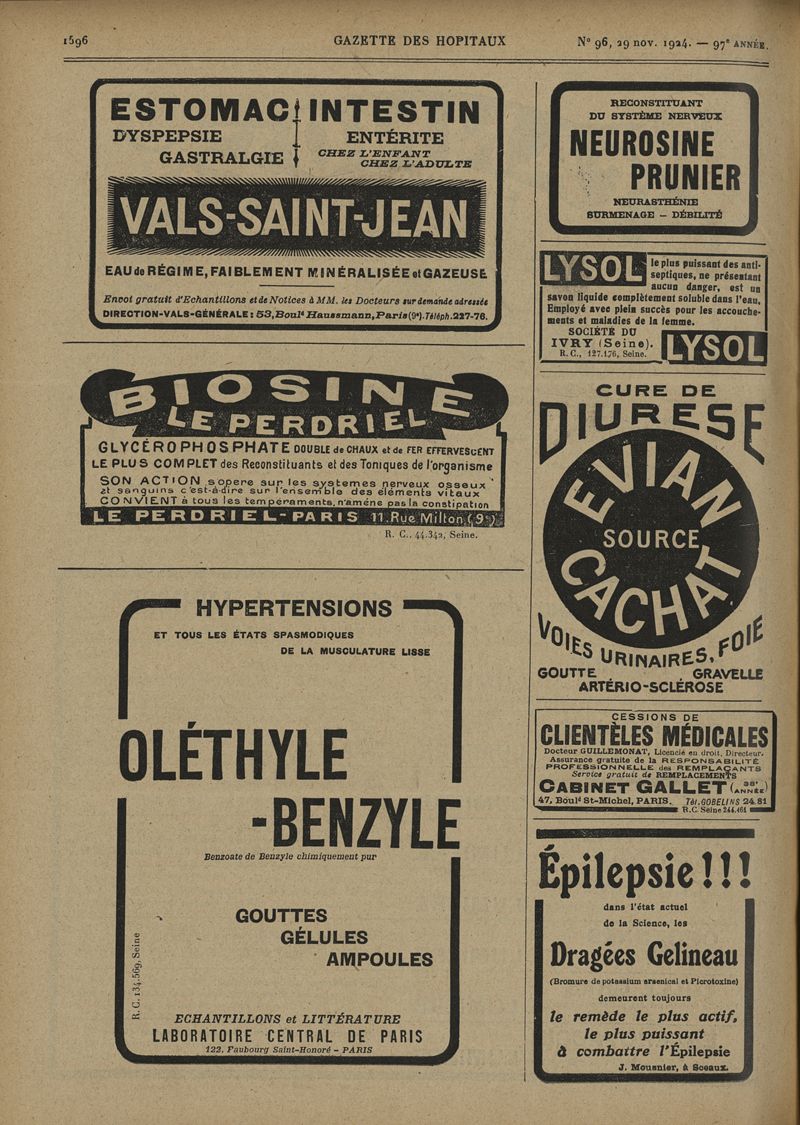 1596
GAZETTE DES HOPITAUX
N° 96, 29 nov. 1924. — 97e ANNÉE.
ESTOMAC INTESTIN
DYSPEPSIE ENTÉRITE
GASTRALGIE CHEZ L'ENFANT
CHEZ L'ADULTE
VALS-SAINT-JEAN
EAU de RÉGIME, FAIBLEMENT MINÉRALISÉE et GAZEUSE
Envoi gratuit d'Echantillons et de Notices à MM. les Docteurs sur demande adressée
DIRECTION-VALS-GÉNÉRALE: 53, Boul^d Haussmann, Paris (9e). Téléph. 227-76.
BIOSINE
LE PERDRIEL
GLYCÉROPHOSPHATE DOUBLE de CHAUX et de FER EFFERVESCENT
LE PLUS COMPLET des Reconstituants et des Toniques de l'organisme
SON ACTION s'opere sur les systemes nerveux osseux
et sanguins c'est-à-dire sur l'ensemble des éléments vitaux
CONVIENT à tous les tempéraments, n'amène pas la constipation
LE PERDRIEL-PARIS 11. Rue Milton (9e)
R. C., 44.342, Seine.
HYPERTENSIONS
ET TOUS LES ÉTATS SPASMODIQUES
DE LA MUSCULATURE LISSE
OLÉTHYLE
-BENZYLE
Benzoate de Benzyle chimiquement pur
GOUTTES
GÉLULES
AMPOULES
R. C. 134.569, Seine
ECHANTILLONS et LITTÉRATURE
LABORATOIRE CENTRAL DE PARIS
122, Faubourg Saint-Honoré - PARIS
RECONSTITUANT
DU SYSTÈME NERVEUX
NEUROSINE
PRUNIER
NEURASTHÉNIE
SURMENAGE - DÉBILITÉ
LYSOL le plus puissant des anti-
septiques, ne présentant
aucun danger, est un
savon liquide complètement soluble dans l'eau.
Employé avec plein succès pour les accouche-
ments et maladies de la femme.
SOCIÉTÉ DU
IVRY (Seine). LYSOL
R. C., 127.176, Seine.
CURE DE
DIURESE
EVIAN
SOURCE
CACHAT
VOIES URINAIRES, FOIE
GOUTTE GRAVELLE
ARTÉRIO-SCLÉROSE
CESSIONS DE
CLIENTÈLES MÉDICALES
Docteur GUILLEMONAT, Licencié en droit, Directeur.
Assurance gratuite de la RESPONSABILITÉ
PROFESSIONNELLE des REMPLAÇANTS
Service gratuit de REMPLACEMENTS
CABINET GALLET (38e ANNÉE)
47, Boul^d St-Michel, PARIS. Tél. GOBELINS 24.81
R.C. Seine 244.461
Épilepsie!!!
dans l'état actuel
de la Science, les
Dragées Gelineau
(Bromure de potassium arsenical et Picrotoxine)
demeurent toujours
le remède le plus actif,
le plus puissant
à combattre l'Épilepsie
J. Mousnier, à Sceaux.